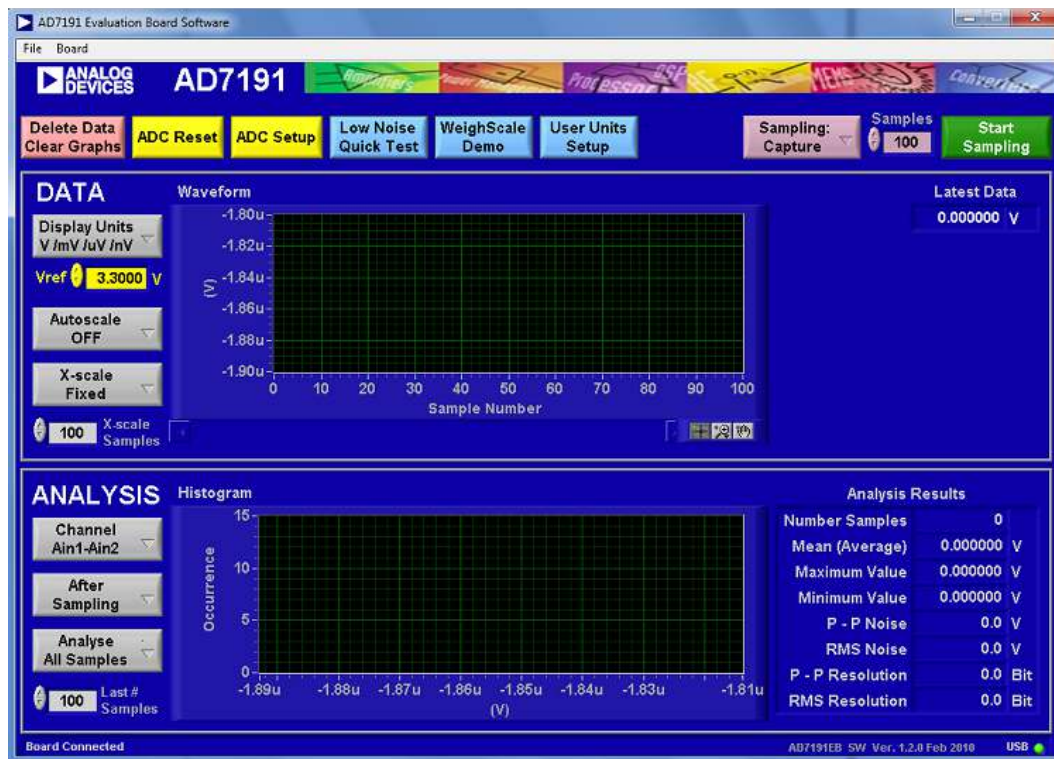 AD7191 Evaluation Board Software
File Board
ANALOG DEVICES
AD7191
Amplifiers Power Processor DSP MEMS Converters
Delete Data
Clear Graphs
ADC Reset
ADC Setup
Low Noise
Quick Test
WeighScale
Demo
User Units
Setup
Sampling:
Capture
Samples
100
Start
Sampling
DATA
Waveform
Latest Data
0.000000 V
Display Units
V /mV /uV /nV
Vref 3.3000 V
Autoscale
OFF
X-scale
Fixed
100 X-scale
Samples
-1.80u
-1.82u
-1.84u
-1.86u
-1.88u
-1.90u
(V)
0 10 20 30 40 50 60 70 80 90 100
Sample Number
ANALYSIS
Histogram
Channel
Ain1-Ain2
After
Sampling
Analyse
All Samples
100 Last #
Samples
15
10
5
0
Occurrence
-1.89u -1.88u -1.87u -1.86u -1.85u -1.84u -1.83u -1.81u
(V)
Analysis Results
Number Samples 0
Mean (Average) 0.000000 V
Maximum Value 0.000000 V
Minimum Value 0.000000 V
P - P Noise 0.0 V
RMS Noise 0.0 V
P - P Resolution 0.0 Bit
RMS Resolution 0.0 Bit
Board Connected
AD7191EB SW Ver. 1.2.0 Feb 2010
USB